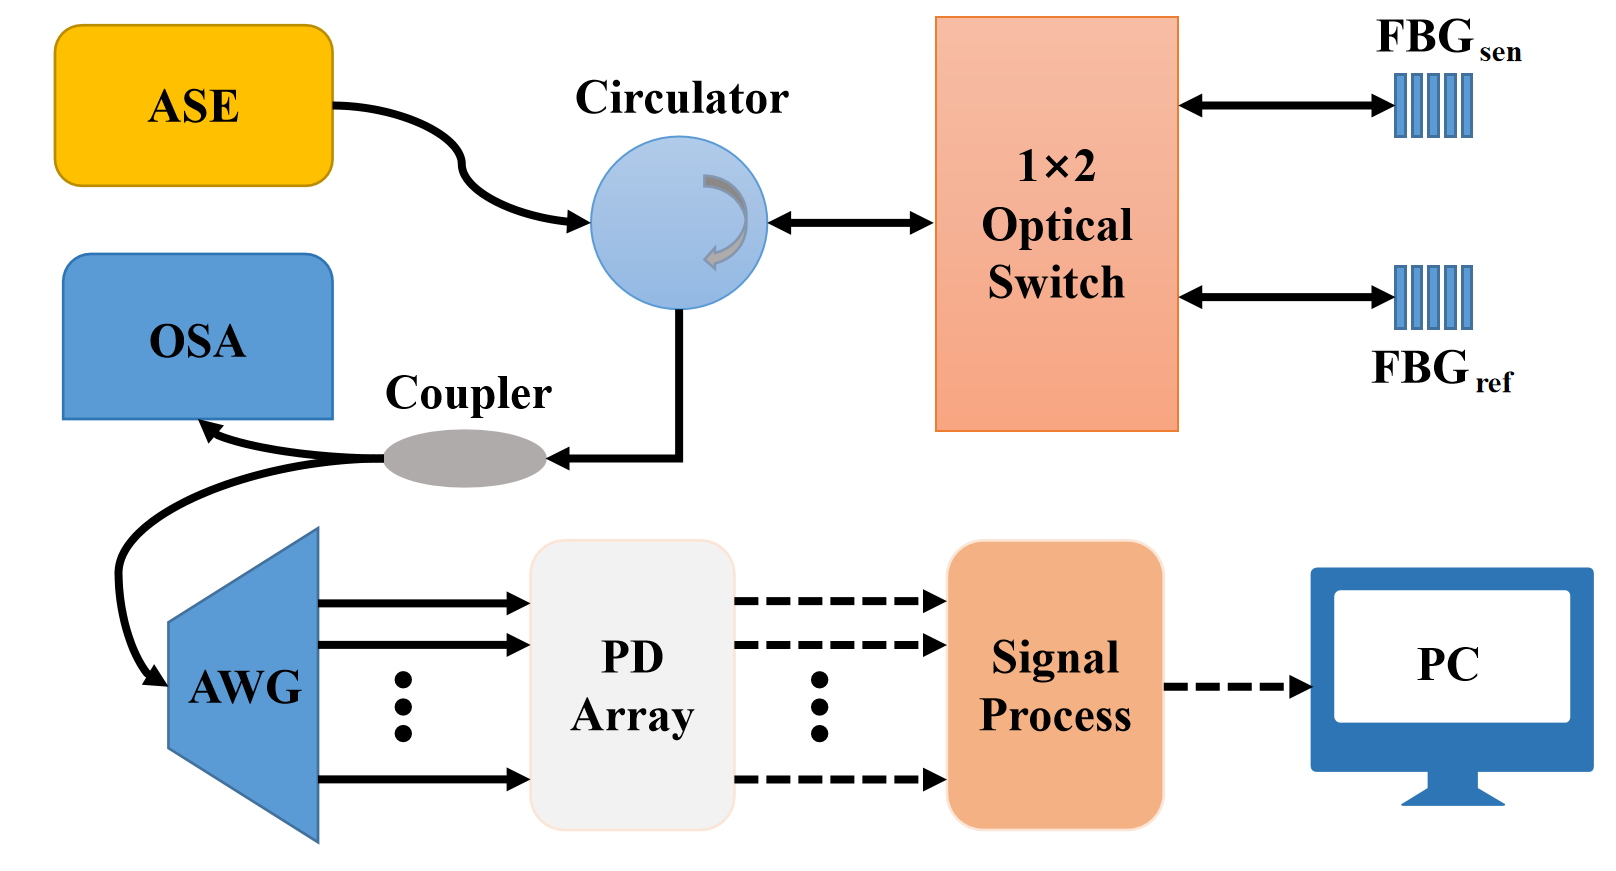 ASE
Circulator
1×2
Optical
Switch
FBG sen
FBG ref
OSA
Coupler
AWG
PD
Array
Signal
Process
PC